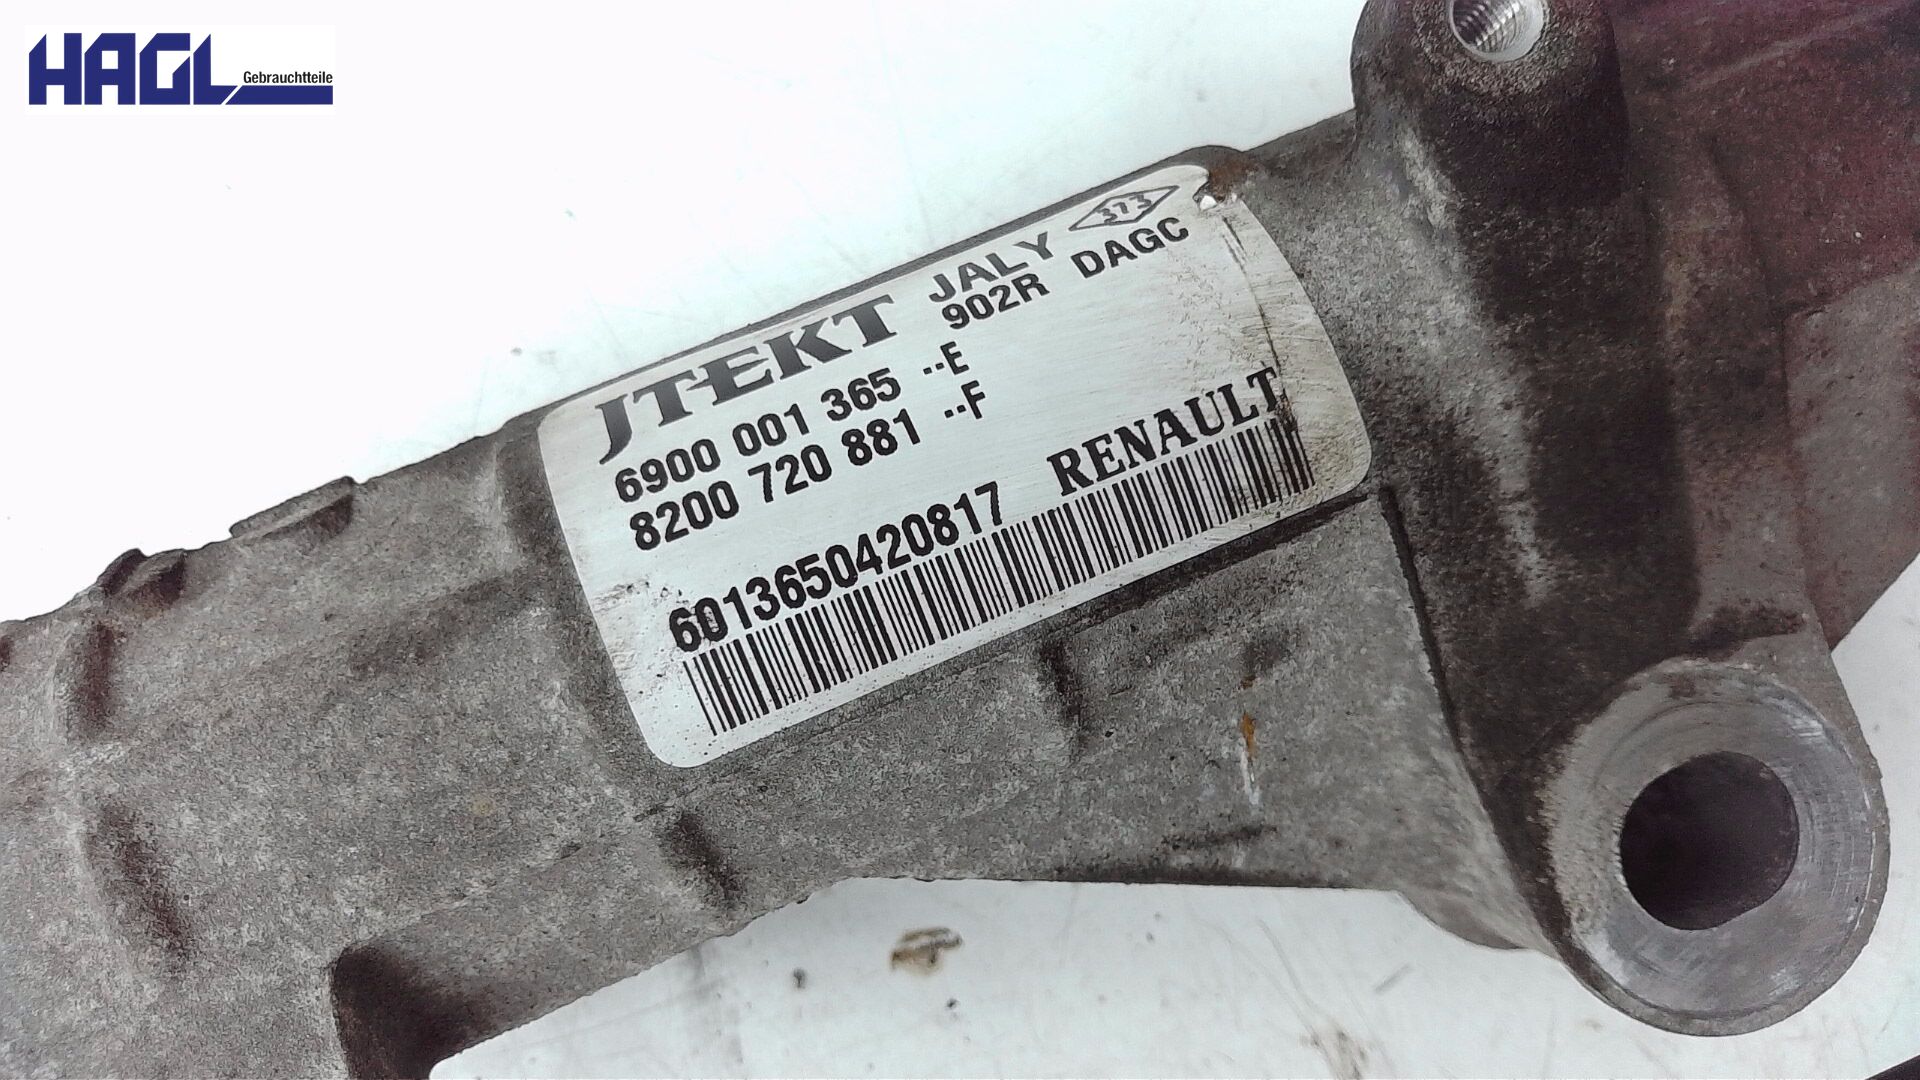 HAGL Gebrauchtteile
JTEKT JALY 373
902R DAGC
6900 001 365 --E
8200 720 881 --F
RENAULT
6013650420817